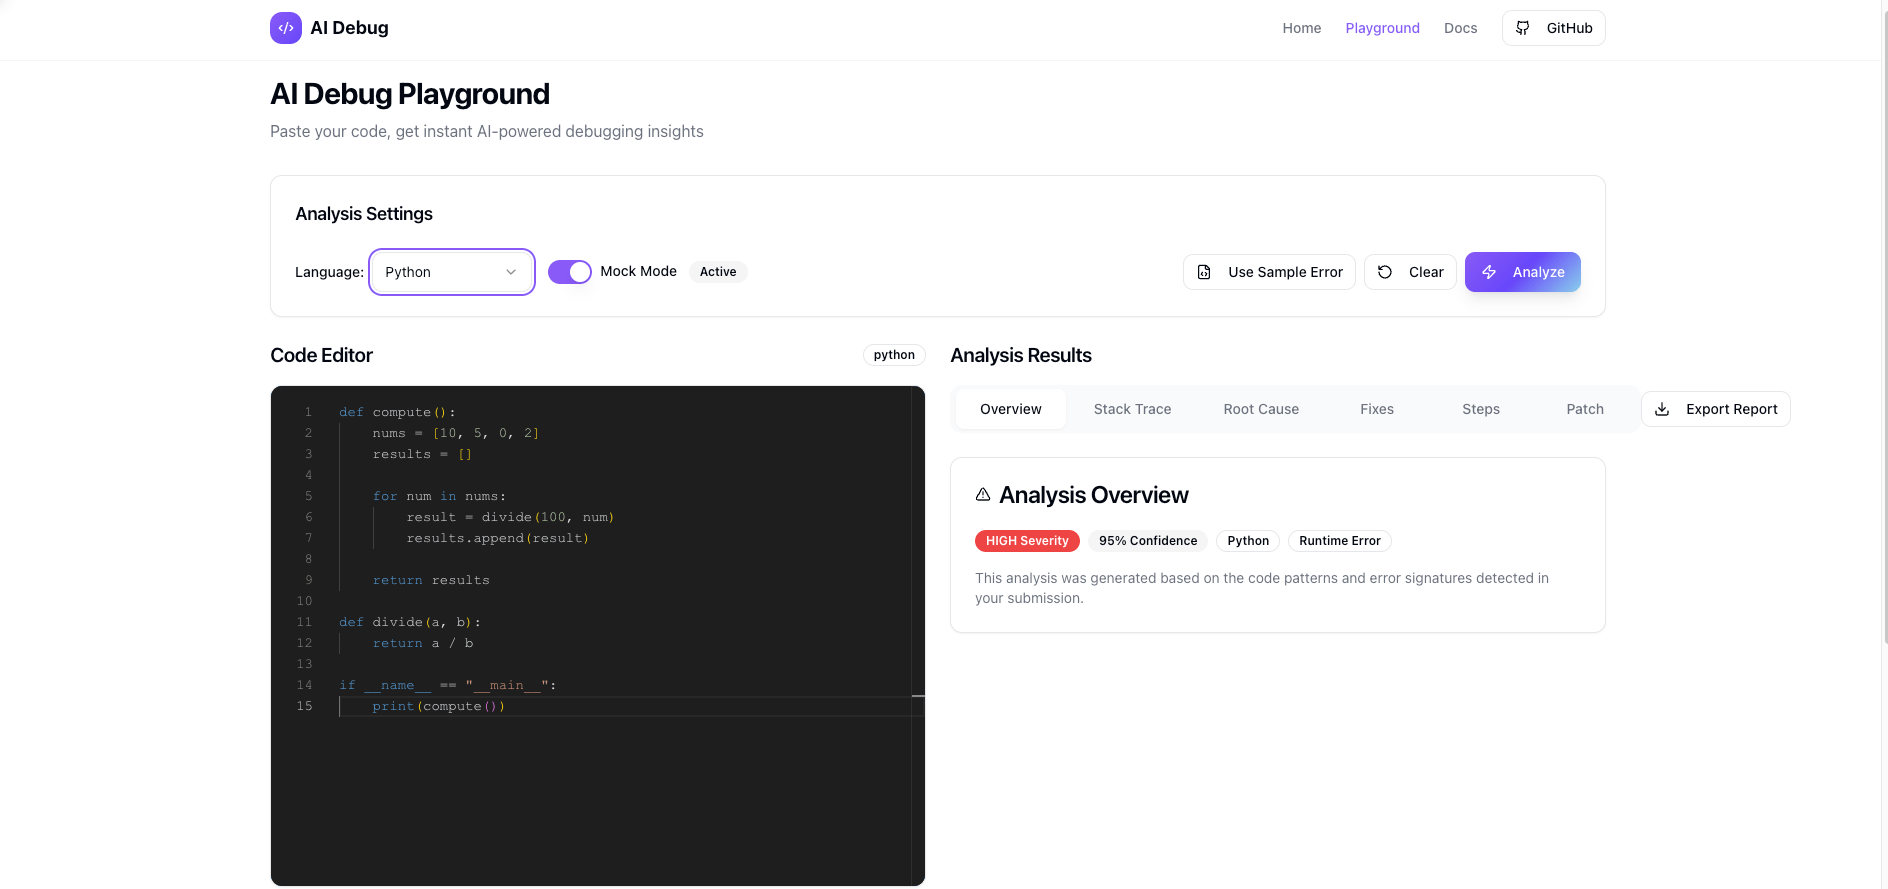 AI Debug
Home Playground Docs GitHub
AI Debug Playground
Paste your code, get instant AI-powered debugging insights
Analysis Settings
Language: Python Mock Mode Active Use Sample Error Clear Analyze
Code Editor python
1 def compute():
2     nums = [10, 5, 0, 2]
3     results = []
4
5     for num in nums:
6         result = divide(100, num)
7         results.append(result)
8
9     return results
10
11 def divide(a, b):
12     return a / b
13
14 if __name__ == "__main__":
15     print(compute())
Analysis Results
Overview Stack Trace Root Cause Fixes Steps Patch Export Report
Analysis Overview
HIGH Severity 95% Confidence Python Runtime Error
This analysis was generated based on the code patterns and error signatures detected in
your submission.